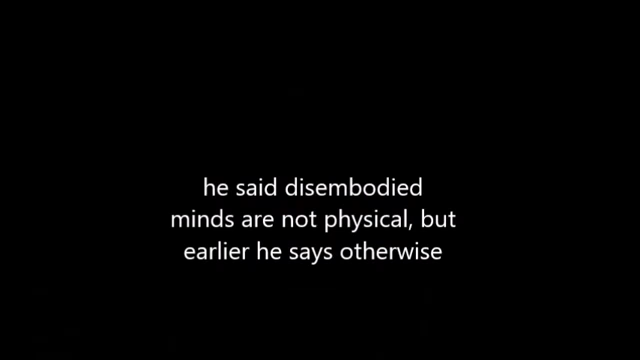 he said disembodied
minds are not physical, but
earlier he says otherwise